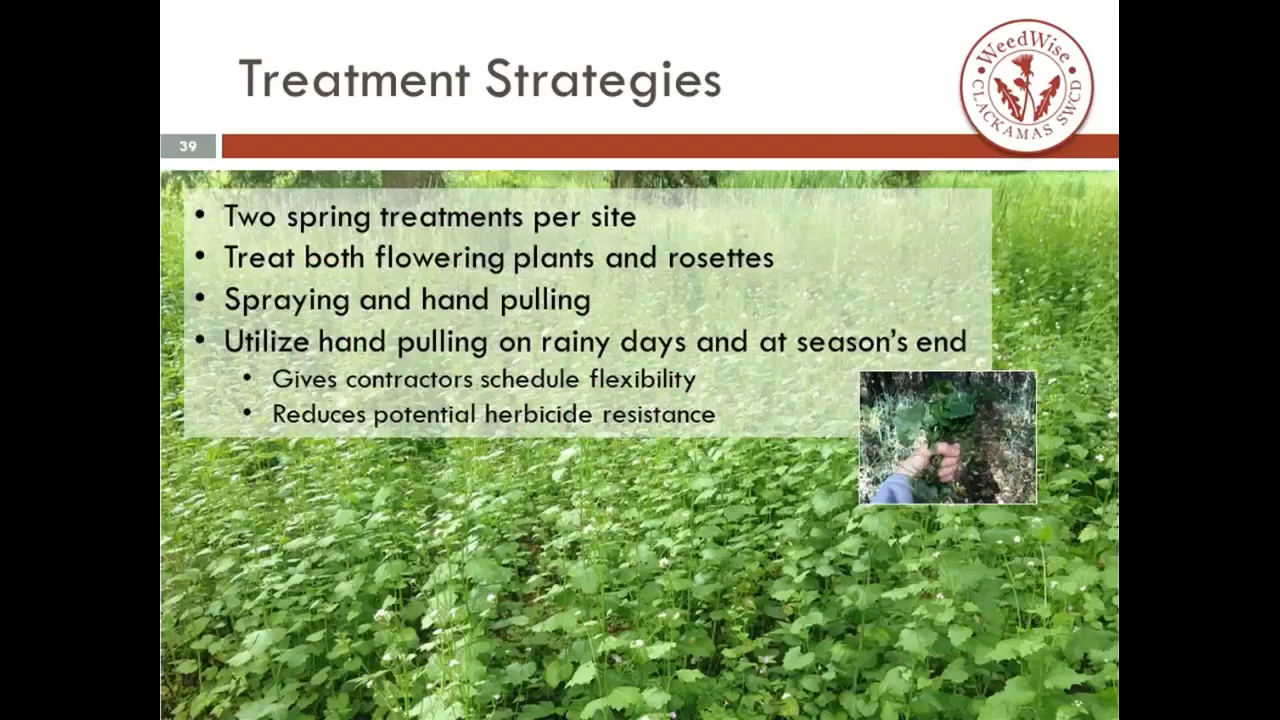 Treatment Strategies
WeedWise
CLACKAMAS SWCD
39
• Two spring treatments per site
• Treat both flowering plants and rosettes
• Spraying and hand pulling
• Utilize hand pulling on rainy days and at season’s end
• Gives contractors schedule flexibility
• Reduces potential herbicide resistance